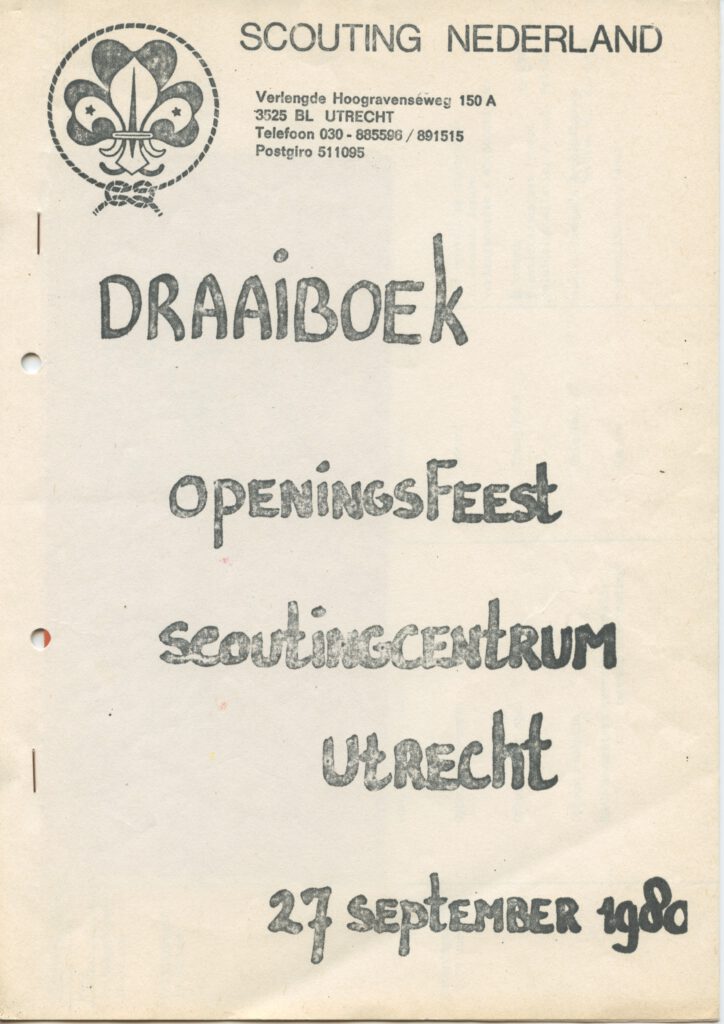 SCOUTING NEDERLAND
Verlengde Hoogravenséweg 150 A
3525 BL UTRECHT
Telefoon 030 - 885596 / 891515
Postgiro 511095
DRAAIBOEK
OPENINGSFEEST
SCOUTINGCENTRUM
UTRECHT
27 SEPTEMBER 1980